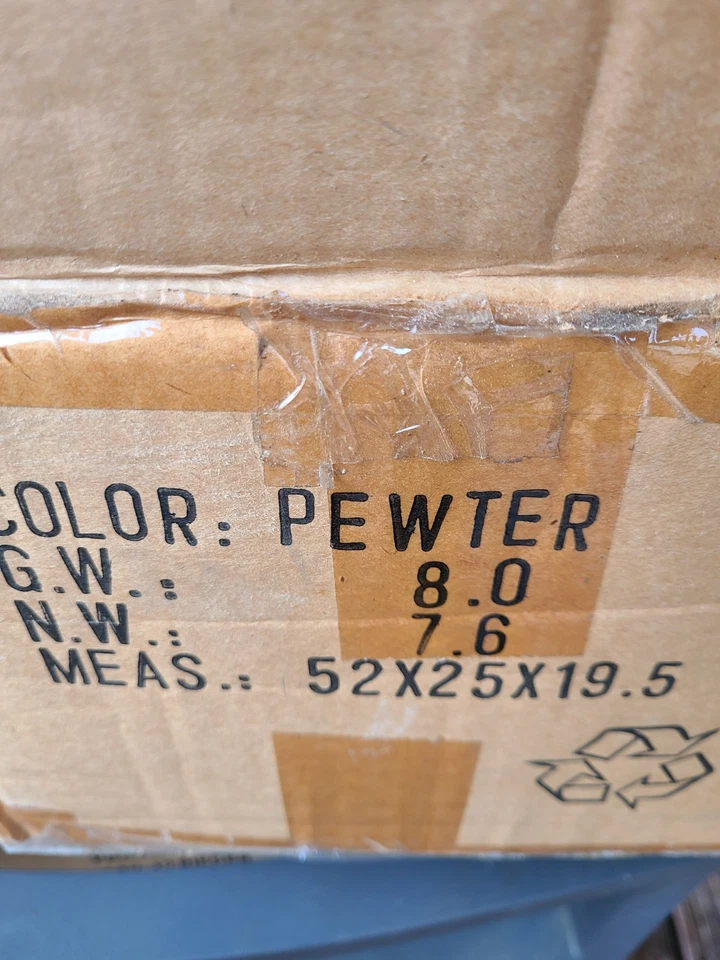 COLOR: PEWTER
G.W.: 8.0
N.W.: 7.6
MEAS.: 52X25X19.5